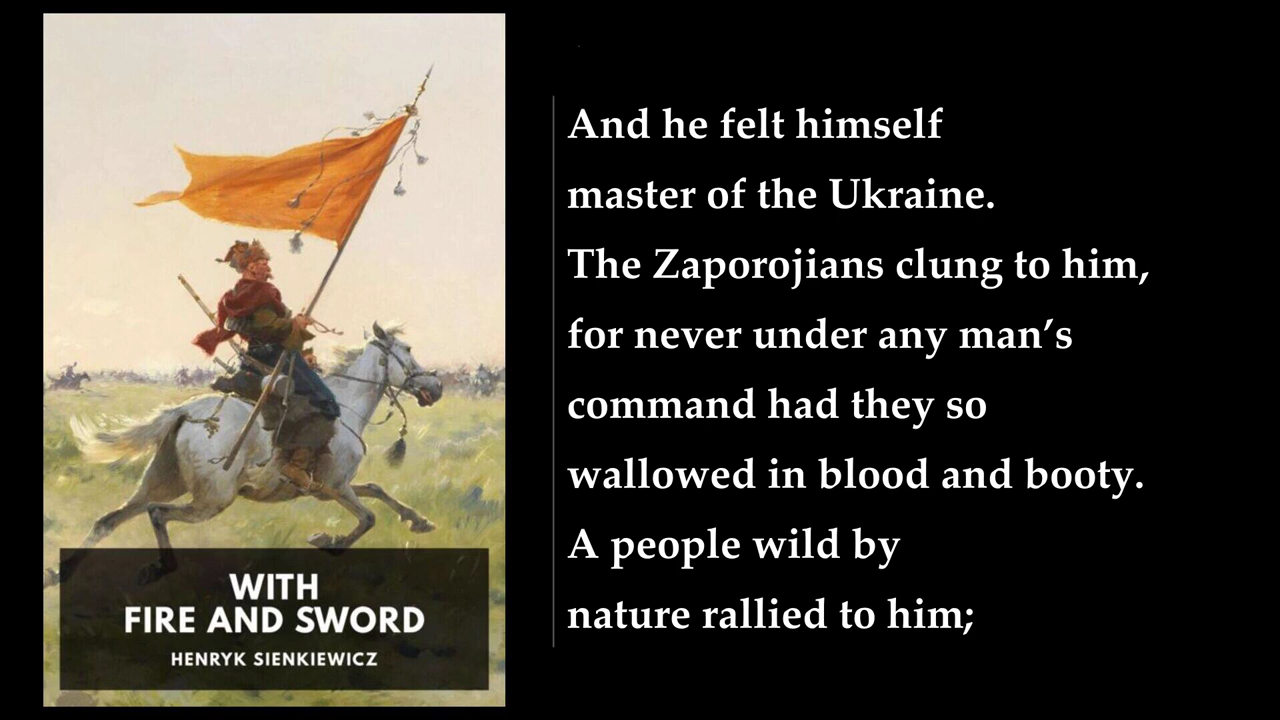 WITH
FIRE AND SWORD
HENRYK SIENKIEWICZ
And he felt himself
master of the Ukraine.
The Zaporojians clung to him,
for never under any man’s
command had they so
wallowed in blood and booty.
A people wild by
nature rallied to him;